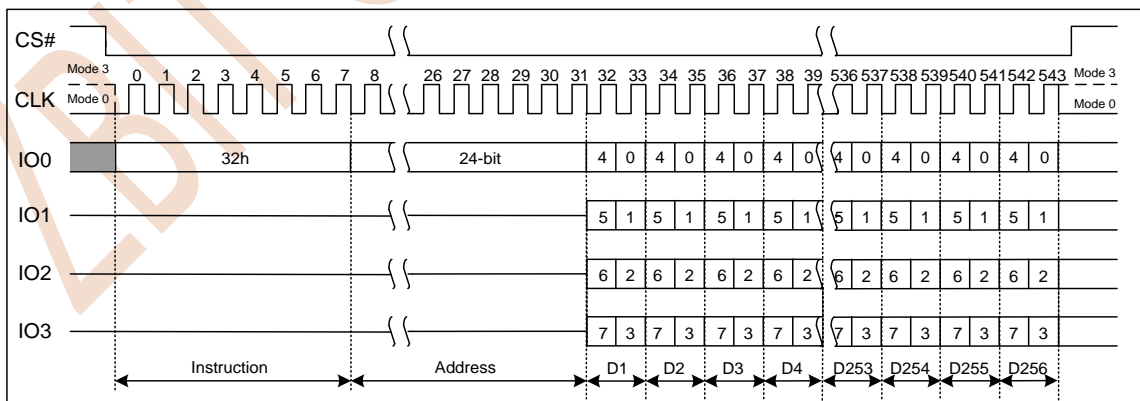 CS#
Mode 3 0 1 2 3 4 5 6 7 8 26 27 28 29 30 31 32 33 34 35 36 37 38 39 536 537 538 539 540 541 542 543 Mode 3
CLK Mode 0 Mode 0
IO0 32h 24-bit 4 0 4 0 4 0 4 0 4 0 4 0 4 0 4 0
IO1 5 1 5 1 5 1 5 1 5 1 5 1 5 1 5 1
IO2 6 2 6 2 6 2 6 2 6 2 6 2 6 2 6 2
IO3 7 3 7 3 7 3 7 3 7 3 7 3 7 3 7 3
Instruction Address D1 D2 D3 D4 D253 D254 D255 D256
ZBIT